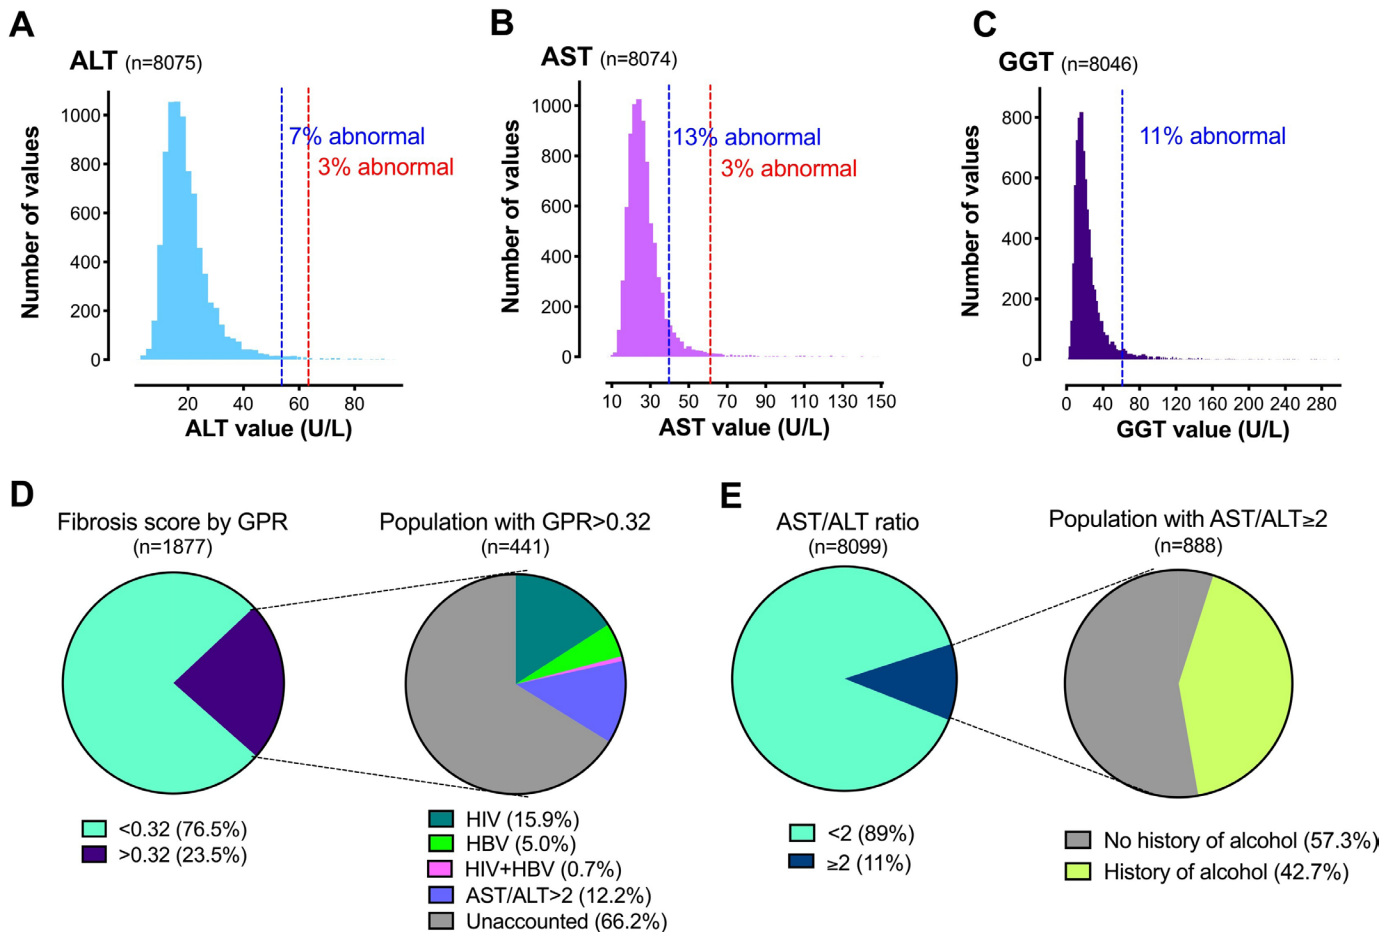 A
ALT (n=8075)
Number of values
1000
800
600
400
200
0
7% abnormal
3% abnormal
20 40 60 80
ALT value (U/L)
B
AST (n=8074)
Number of values
1000
800
600
400
200
0
13% abnormal
3% abnormal
10 30 50 70 90 110 130 150
AST value (U/L)
C
GGT (n=8046)
Number of values
800
600
400
200
0
11% abnormal
0 40 80 120 160 200 240 280
GGT value (U/L)
D
Fibrosis score by GPR
(n=1877)
<0.32 (76.5%)
>0.32 (23.5%)
Population with GPR>0.32
(n=441)
HIV (15.9%)
HBV (5.0%)
HIV+HBV (0.7%)
AST/ALT>2 (12.2%)
Unaccounted (66.2%)
E
AST/ALT ratio
(n=8099)
<2 (89%)
≥2 (11%)
Population with AST/ALT≥2
(n=888)
No history of alcohol (57.3%)
History of alcohol (42.7%)